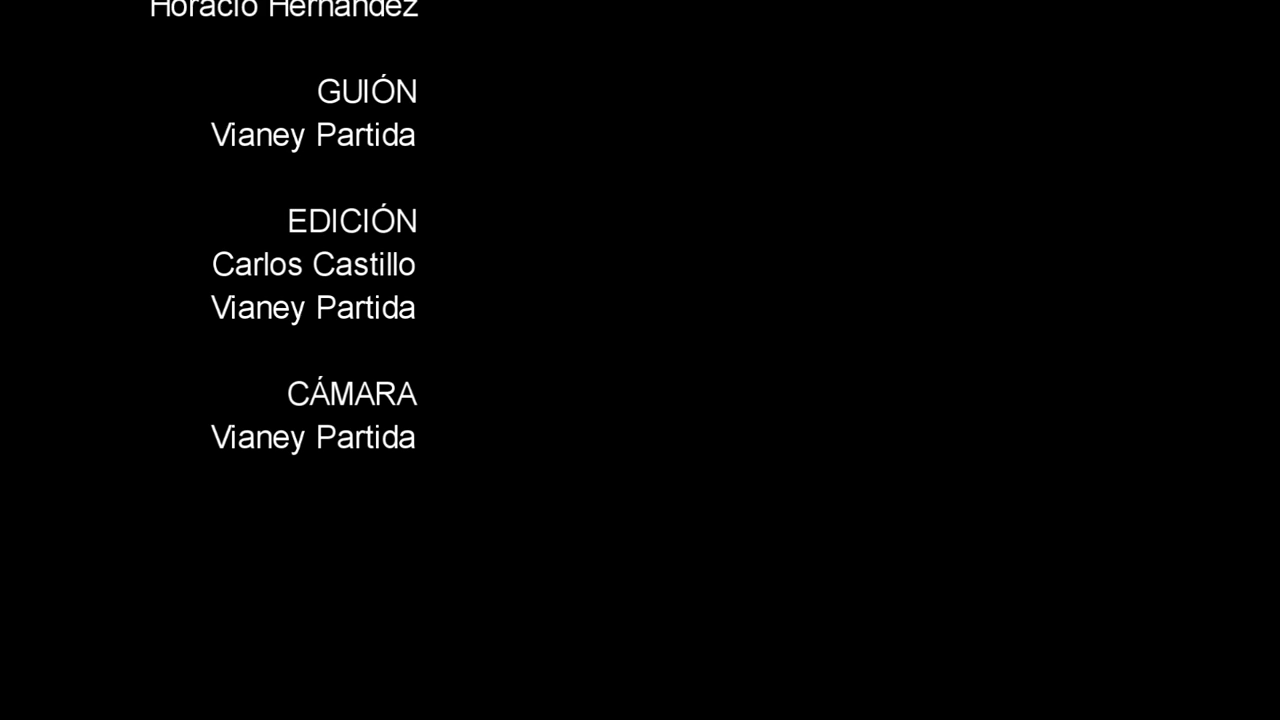 Horacio Hernández
GUIÓN
Vianey Partida
EDICIÓN
Carlos Castillo
Vianey Partida
CÁMARA
Vianey Partida